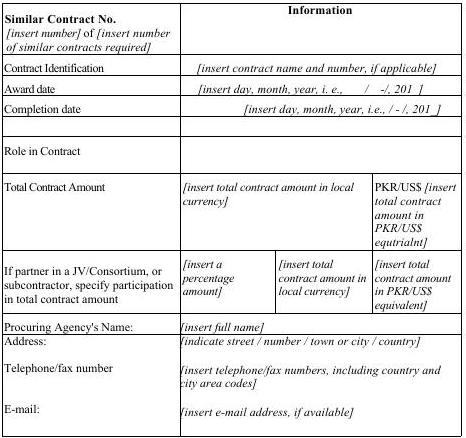 Similar Contract No.
[insert number] of [insert number
of similar contracts required]
Information
Contract Identification
[insert contract name and number, if applicable]
Award date
[insert day, month, year, i. e., / -/, 201_]
Completion date
[insert day, month, year, i.e., / - /, 201_]
Role in Contract
Total Contract Amount
[insert total contract amount in local
currency]
PKR/US$ [insert
total contract
amount in
PKR/US$
equtrialnt]
If partner in a JV/Consortium, or
subcontractor, specify participation
in total contract amount
[insert a
percentage
amount]
[insert total
contract amount in
local currency]
[insert total
contract amount
in PKR/US$
equivalent]
Procuring Agency's Name:
[insert full name]
Address:
[indicate street / number / town or city / country]
Telephone/fax number
[insert telephone/fax numbers, including country and
city area codes]
E-mail:
[insert e-mail address, if available]